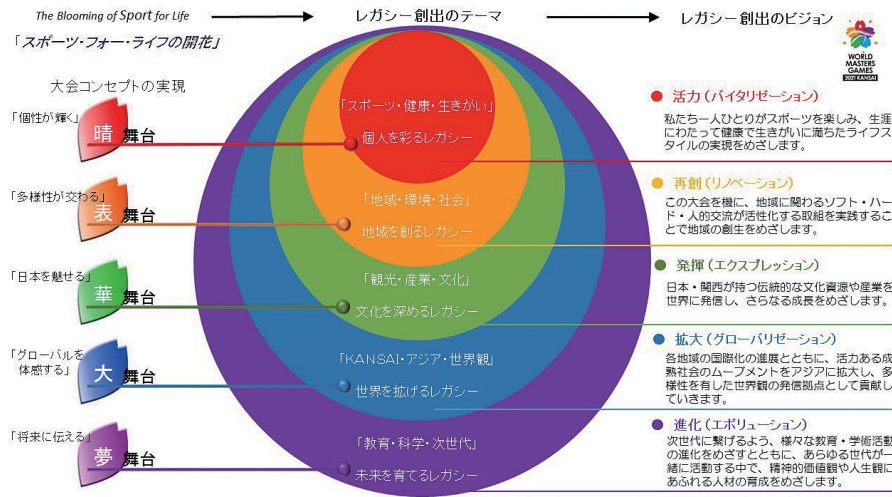 The Blooming of Sport for Life
「スポーツ・フォー・ライフの開花」
レガシー創出のテーマ
レガシー創出のビジョン
WORLD
MASTERS
GAMES
2021 KANSAI
大会コンセプトの実現
「個性が輝く」
晴 舞台
「多様性が交わる」
表 舞台
「日本を魅せる」
華 舞台
「グローバルを
体感する」
大 舞台
「将来に伝える」
夢 舞台
「スポーツ・健康・生きがい」
個人を彩るレガシー
「地域・環境・社会」
地域を創るレガシー
「観光・産業・文化」
文化を深めるレガシー
「KANSAI・アジア・世界観」
世界を拡げるレガシー
「教育・科学・次世代」
未来を育てるレガシー
● 活力（バイタリゼーション）
私たち一人ひとりがスポーツを楽しみ、生涯
にわたって健康で生きがいに満ちたライフス
タイルの実現をめざします。
● 再創（リノベーション）
この大会を機に、地域に関わるソフト・ハー
ド・人的交流が活性化する取組を実践するこ
とで地域の創生をめざします。
● 発揮（エクスプレッション）
日本・関西が持つ伝統的な文化資源や産業を
世界に発信し、さらなる成長をめざします。
● 拡大（グローバリゼーション）
各地域の国際化の進展とともに、活力ある成
熟社会のムーブメントをアジアに拡大し、多
様性を有した世界観の発信拠点として貢献し
ていきます。
● 進化（エボリューション）
次世代に繋げるよう、様々な教育・学術活動
の進化をめざすとともに、あらゆる世代が一
緒に活動する中で、精神的価値観や人生観に
あふれる人材の育成をめざします。